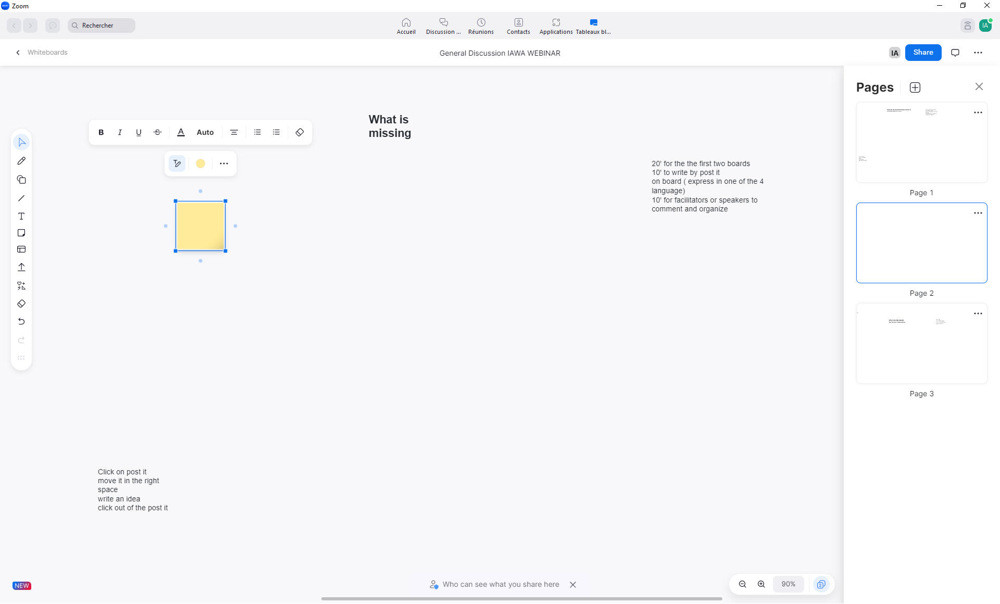 Zoom
Rechercher
Accueil
Discussion ...
Réunions
Contacts
Applications
Tableaux bl...
IA
Whiteboards
General Discussion IAWA WEBINAR
IA
Share
B I U S A Auto
What is
missing
20' for the the first two boards
10' to write by post it
on board ( express in one of the 4
language)
10' for facilitators or speakers to
comment and organize
Click on post it
move it in the right
space
write an idea
click out of the post it
NEW
Who can see what you share here
90%
2
Pages
Page 1
Page 2
Page 3